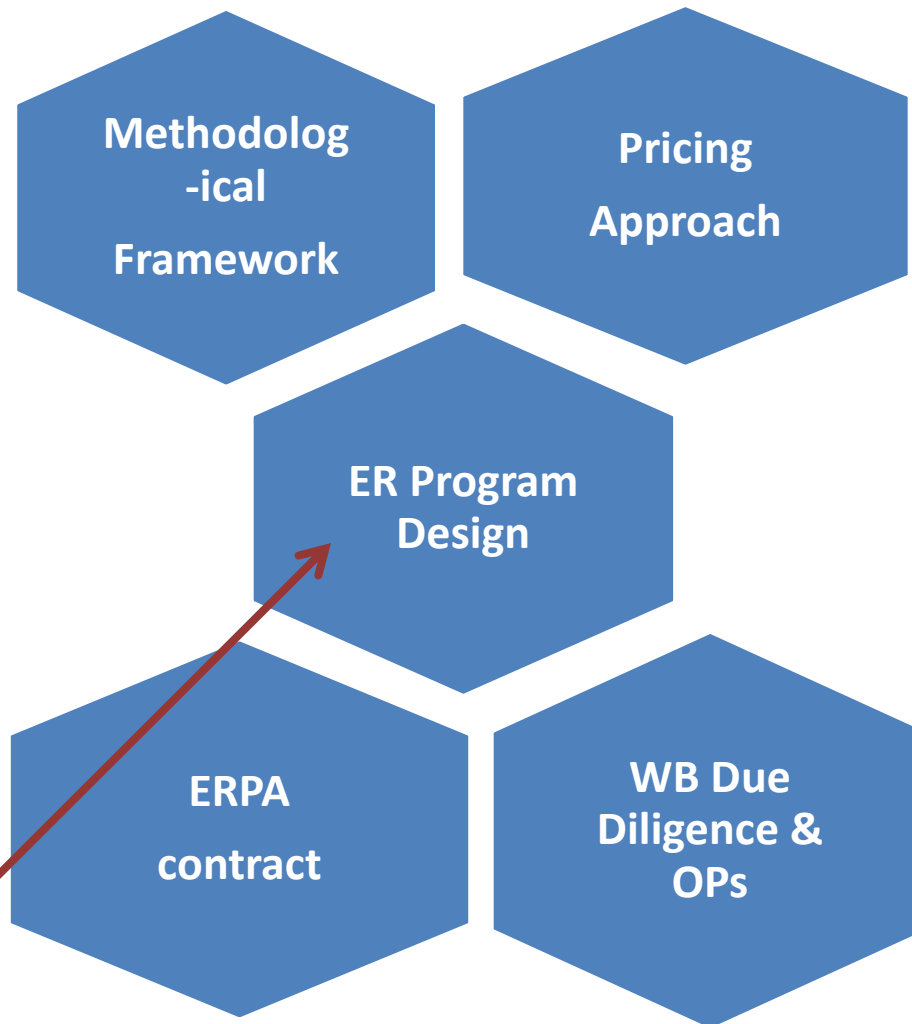 Methodolog
-ical
Framework
Pricing
Approach
ER Program
Design
ERPA
contract
WB Due
Diligence &
OPs